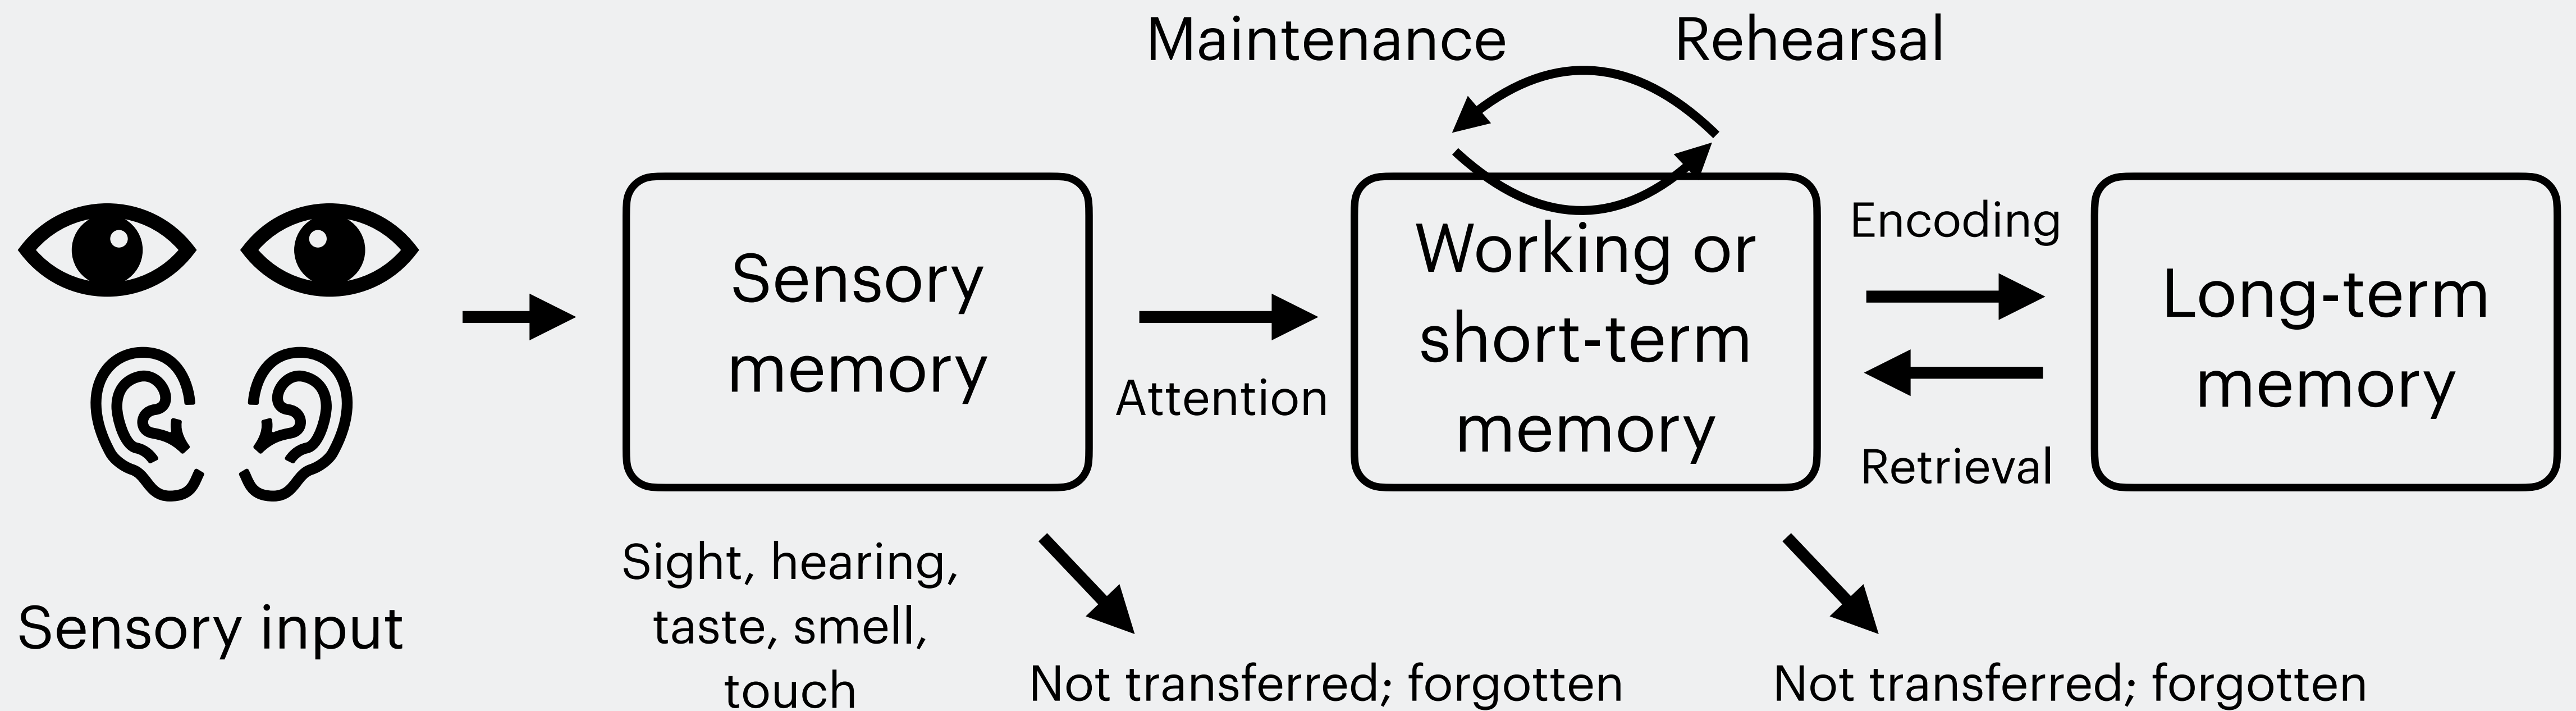 Maintenance
Rehearsal
Sensory input
Sensory
memory
Sight, hearing,
taste, smell,
touch
Attention
Not transferred; forgotten
Working or
short-term
memory
Encoding
Retrieval
Not transferred; forgotten
Long-term
memory